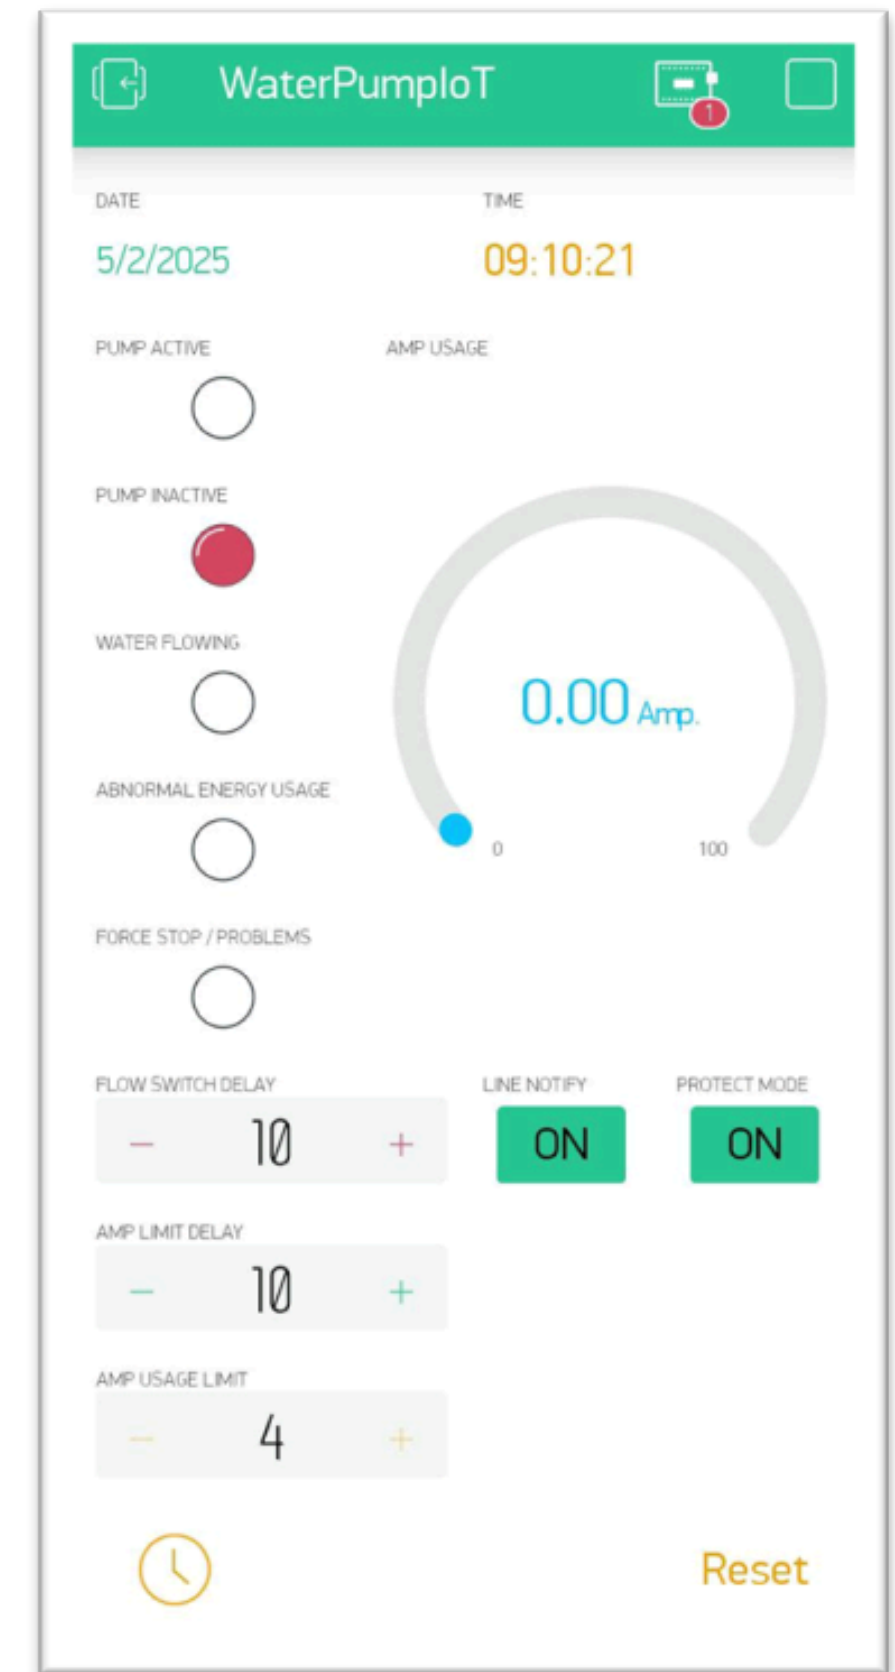 WaterPumpIoT
1
DATE
TIME
5/2/2025
09:10:21
PUMP ACTIVE
AMP USAGE
PUMP INACTIVE
WATER FLOWING
0.00 Amp.
ABNORMAL ENERGY USAGE
0
100
FORCE STOP / PROBLEMS
FLOW SWITCH DELAY
LINE NOTIFY
PROTECT MODE
– 10 +
ON
ON
AMP LIMIT DELAY
– 10 +
AMP USAGE LIMIT
– 4 +
Reset